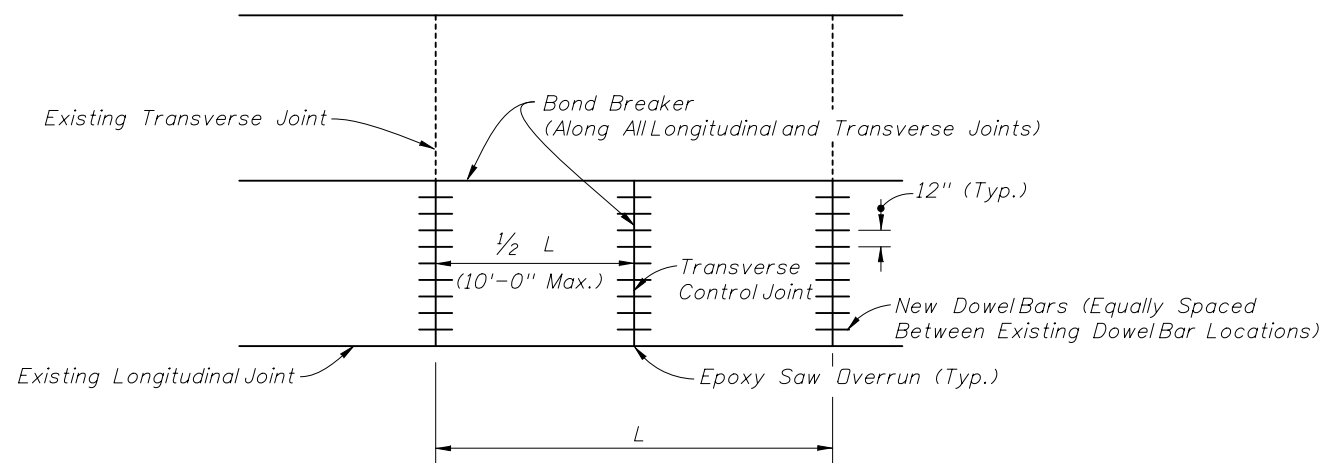 Existing Transverse Joint
Bond Breaker
(Along All Longitudinal and Transverse Joints)
12" (Typ.)
1/2 L
(10'-0" Max.)
Transverse
Control Joint
New Dowel Bars (Equally Spaced
Between Existing Dowel Bar Locations)
Existing Longitudinal Joint
Epoxy Saw Overrun (Typ.)
L